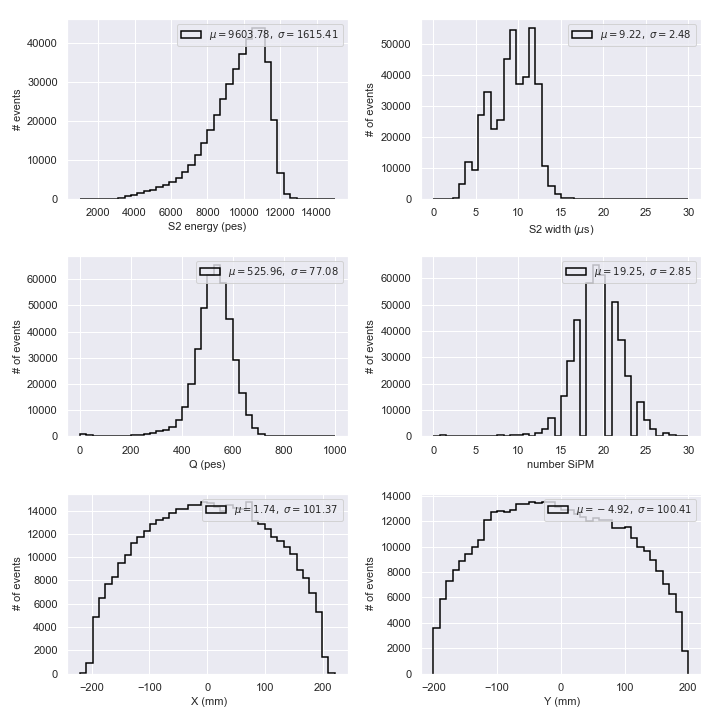 μ = 9603.78, σ = 1615.41
40000
30000
20000
10000
0
# events
2000 4000 6000 8000 10000 12000 14000
S2 energy (pes)
μ = 9.22, σ = 2.48
50000
40000
30000
20000
10000
0
# of events
0 5 10 15 20 25 30
S2 width (μs)
μ = 525.96, σ = 77.08
60000
50000
40000
30000
20000
10000
0
# of events
0 200 400 600 800 1000
Q (pes)
μ = 19.25, σ = 2.85
60000
50000
40000
30000
20000
10000
0
# of events
0 5 10 15 20 25 30
number SiPM
μ = 1.74, σ = 101.37
14000
12000
10000
8000
6000
4000
2000
0
# of events
−200 −100 0 100 200
X (mm)
μ = −4.92, σ = 100.41
14000
12000
10000
8000
6000
4000
2000
0
# of events
−200 −100 0 100 200
Y (mm)